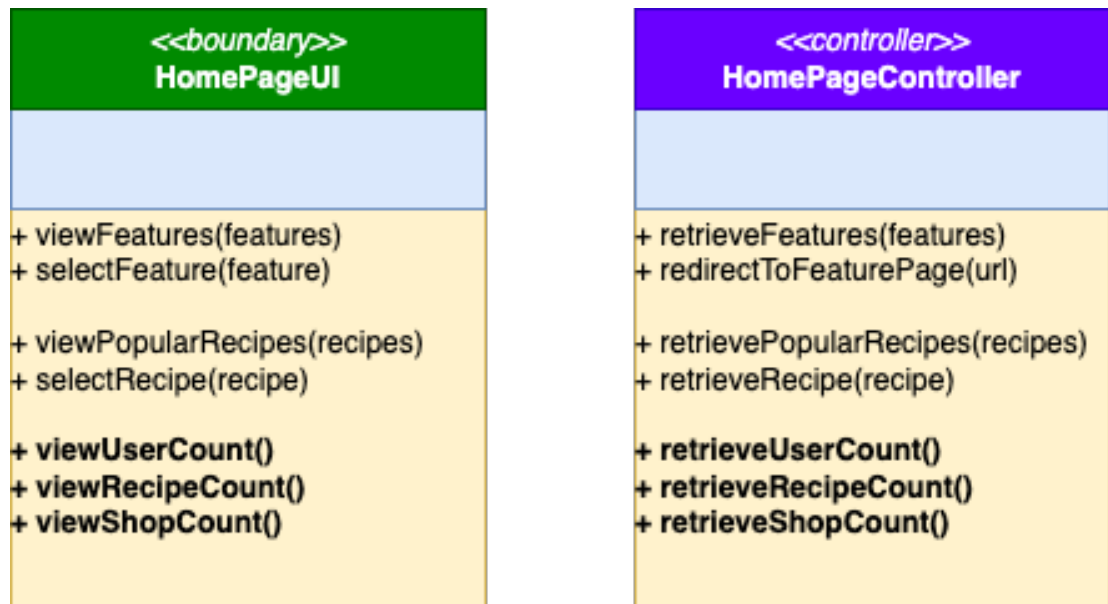 <<boundary>>
HomePageUI
+ viewFeatures(features)
+ selectFeature(feature)
+ viewPopularRecipes(recipes)
+ selectRecipe(recipe)
+ viewUserCount()
+ viewRecipeCount()
+ viewShopCount()
<<controller>>
HomePageController
+ retrieveFeatures(features)
+ redirectToFeaturePage(url)
+ retrievePopularRecipes(recipes)
+ retrieveRecipe(recipe)
+ retrieveUserCount()
+ retrieveRecipeCount()
+ retrieveShopCount()